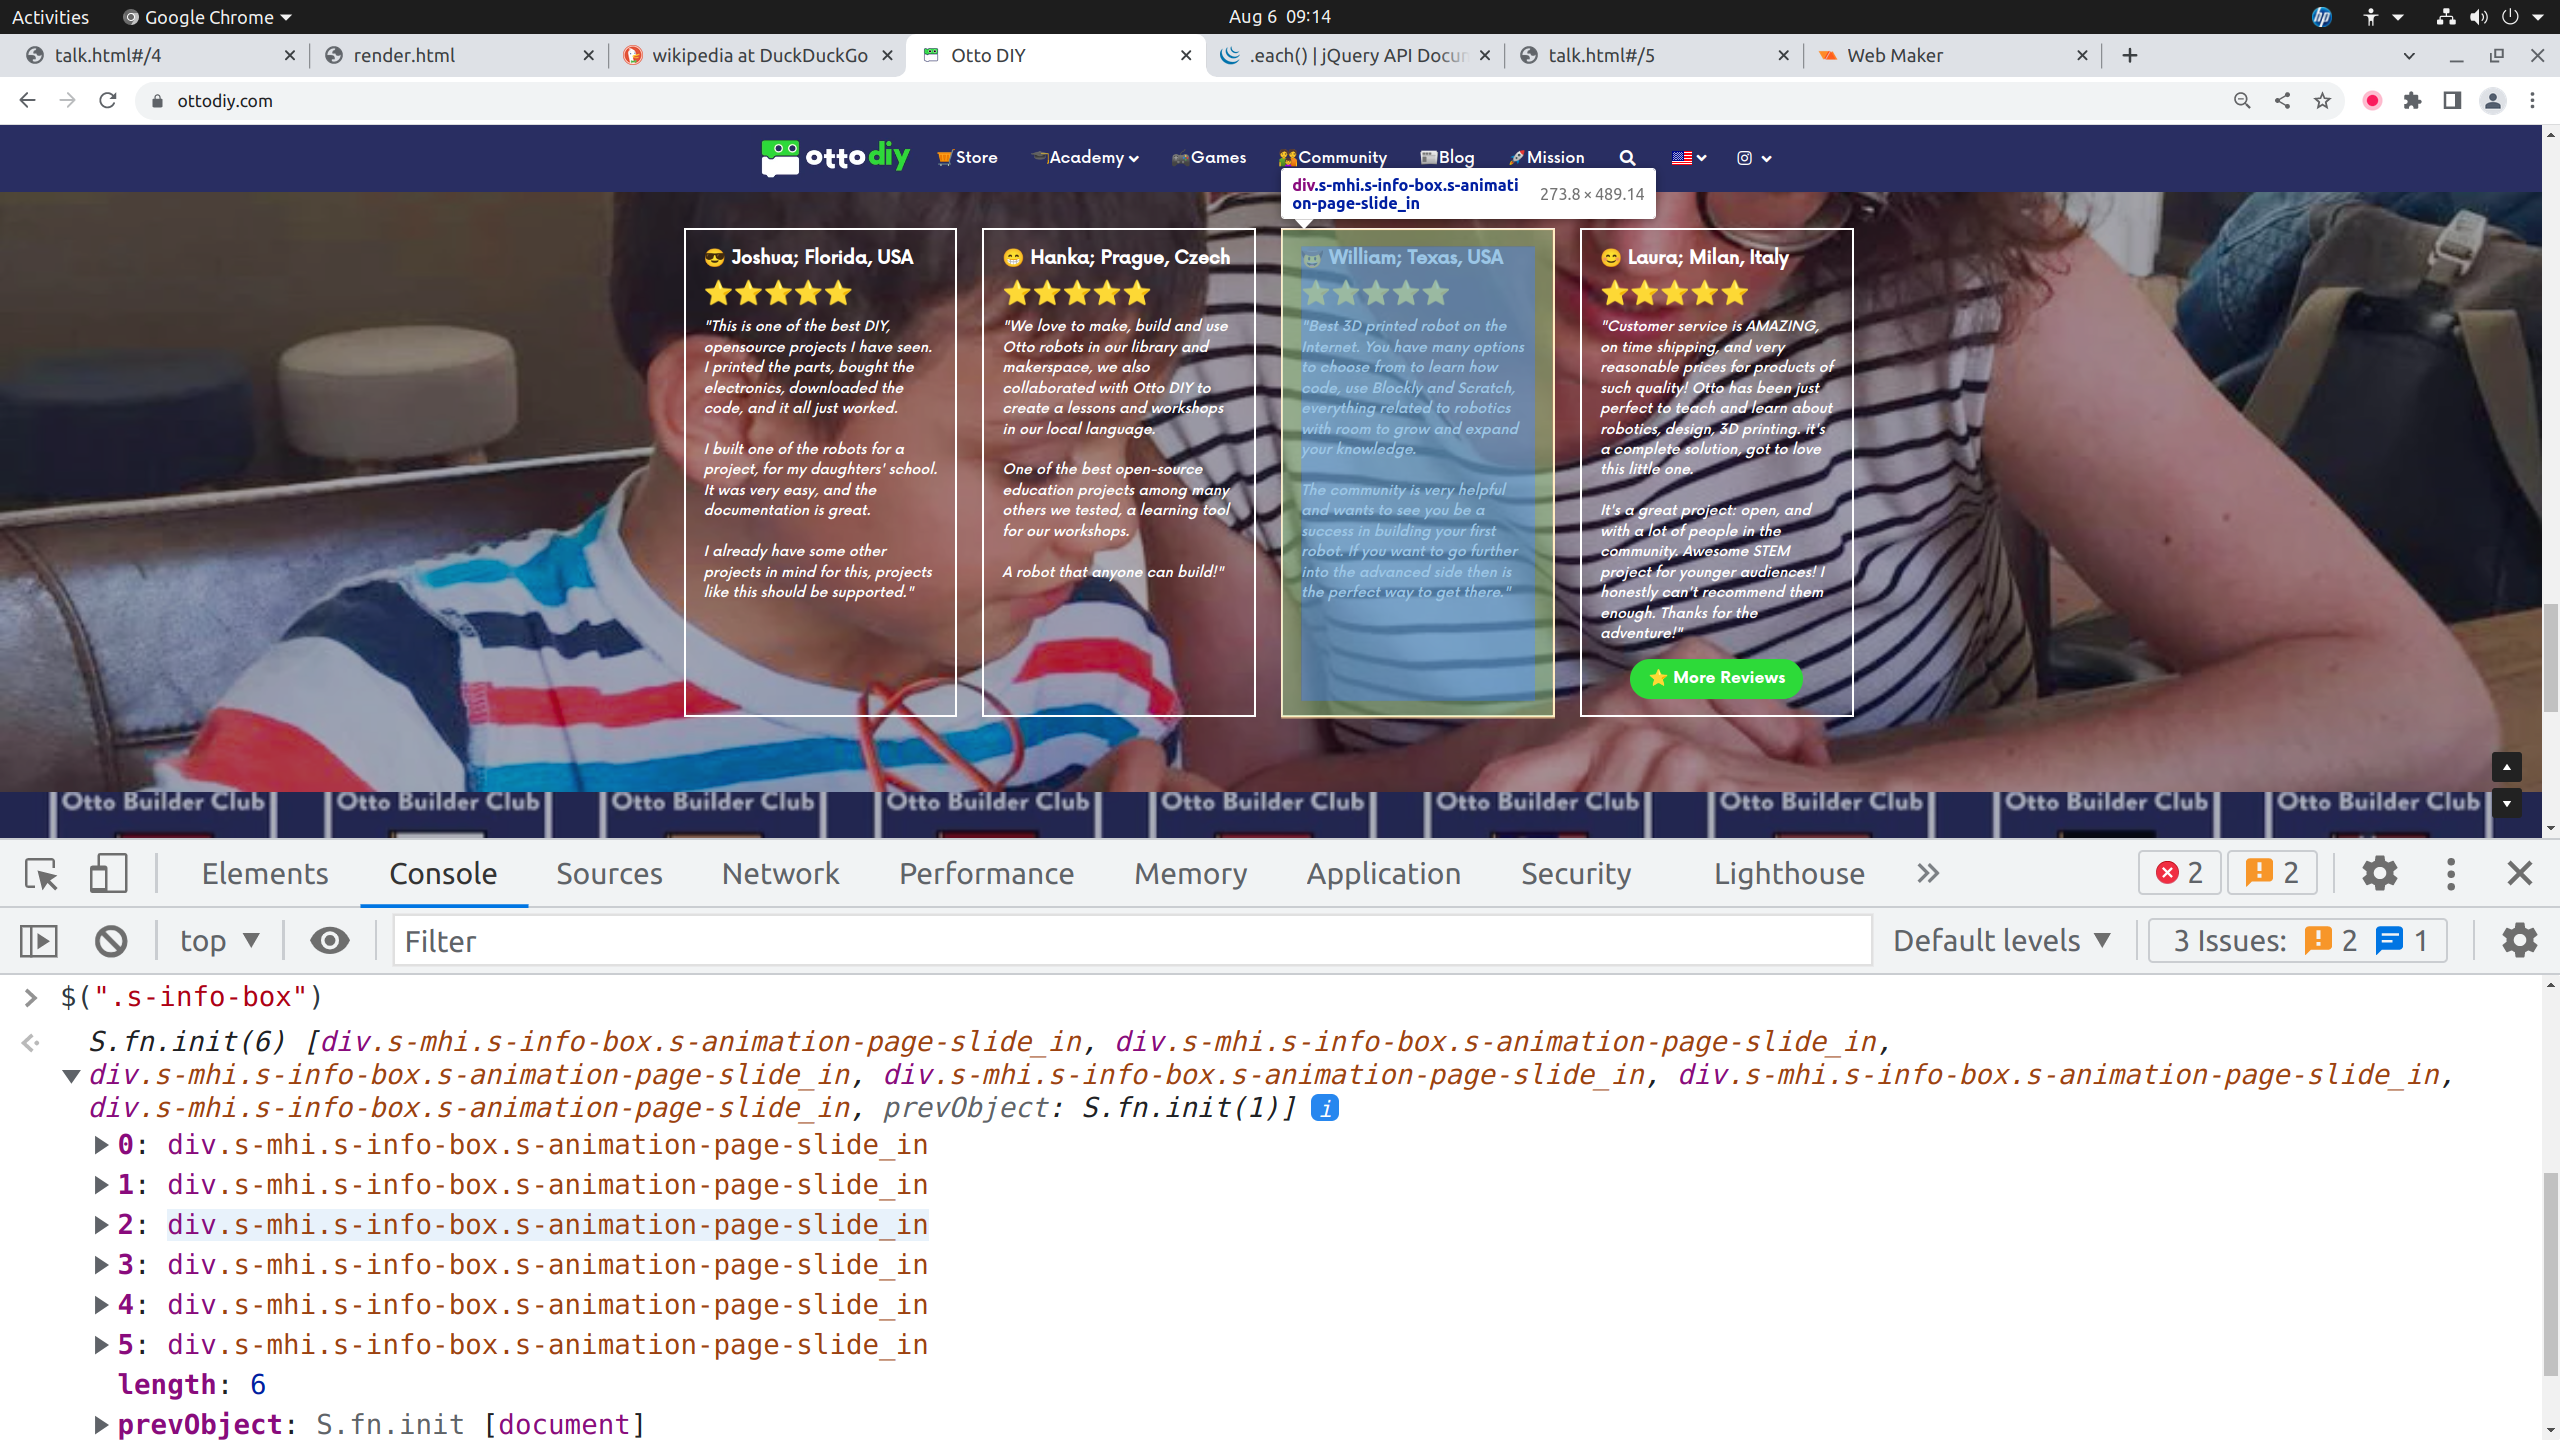 Activities Google Chrome Aug 6 09:14
talk.html#/4 render.html wikipedia at DuckDuckGo Otto DIY .each() | jQuery API Docum talk.html#/5 Web Maker
ottodiy.com
otto diy Store Academy Games Community Blog Mission
div.s-mhi.s-info-box.s-animati
on-page-slide_in
273.8 × 489.14
Joshua; Florida, USA
"This is one of the best DIY,
opensource projects I have seen.
I printed the parts, bought the
electronics, downloaded the
code, and it all just worked.
I built one of the robots for a
project, for my daughters' school.
It was very easy, and the
documentation is great.
I already have some other
projects in mind for this, projects
like this should be supported."
Hanka; Prague, Czech
"We love to make, build and use
Otto robots in our library and
makerspace, we also
collaborated with Otto DIY to
create a lessons and workshops
in our local language.
One of the best open-source
education projects among many
others we tested, a learning tool
for our workshops.
A robot that anyone can build!"
William; Texas, USA
"Best 3D printed robot on the
Internet. You have many options
to choose from to learn how
code, use Blockly and Scratch,
everything related to robotics
with room to grow and expand
your knowledge.
The community is very helpful
and wants to see you be a
success in building your first
robot. If you want to go further
into the advanced side then is
the perfect way to get there."
Laura; Milan, Italy
"Customer service is AMAZING,
on time shipping, and very
reasonable prices for products of
such quality! Otto has been just
perfect to teach and learn about
robotics, design, 3D printing. it's
a complete solution, got to love
this little one.
It's a great project: open, and
with a lot of people in the
community. Awesome STEM
project for younger audiences! I
honestly can't recommend them
enough. Thanks for the
adventure!"
More Reviews
Otto Builder Club Otto Builder Club Otto Builder Club Otto Builder Club Otto Builder Club Otto Builder Club Otto Builder Club Otto Builder Club Otto Builder Club
Elements Console Sources Network Performance Memory Application Security Lighthouse 2 2
top Filter Default levels 3 Issues: 2 1
$(".s-info-box")
S.fn.init(6) [div.s-mhi.s-info-box.s-animation-page-slide_in, div.s-mhi.s-info-box.s-animation-page-slide_in,
div.s-mhi.s-info-box.s-animation-page-slide_in, div.s-mhi.s-info-box.s-animation-page-slide_in, div.s-mhi.s-info-box.s-animation-page-slide_in,
div.s-mhi.s-info-box.s-animation-page-slide_in, prevObject: S.fn.init(1)] i
0: div.s-mhi.s-info-box.s-animation-page-slide_in
1: div.s-mhi.s-info-box.s-animation-page-slide_in
2: div.s-mhi.s-info-box.s-animation-page-slide_in
3: div.s-mhi.s-info-box.s-animation-page-slide_in
4: div.s-mhi.s-info-box.s-animation-page-slide_in
5: div.s-mhi.s-info-box.s-animation-page-slide_in
length: 6
prevObject: S.fn.init [document]